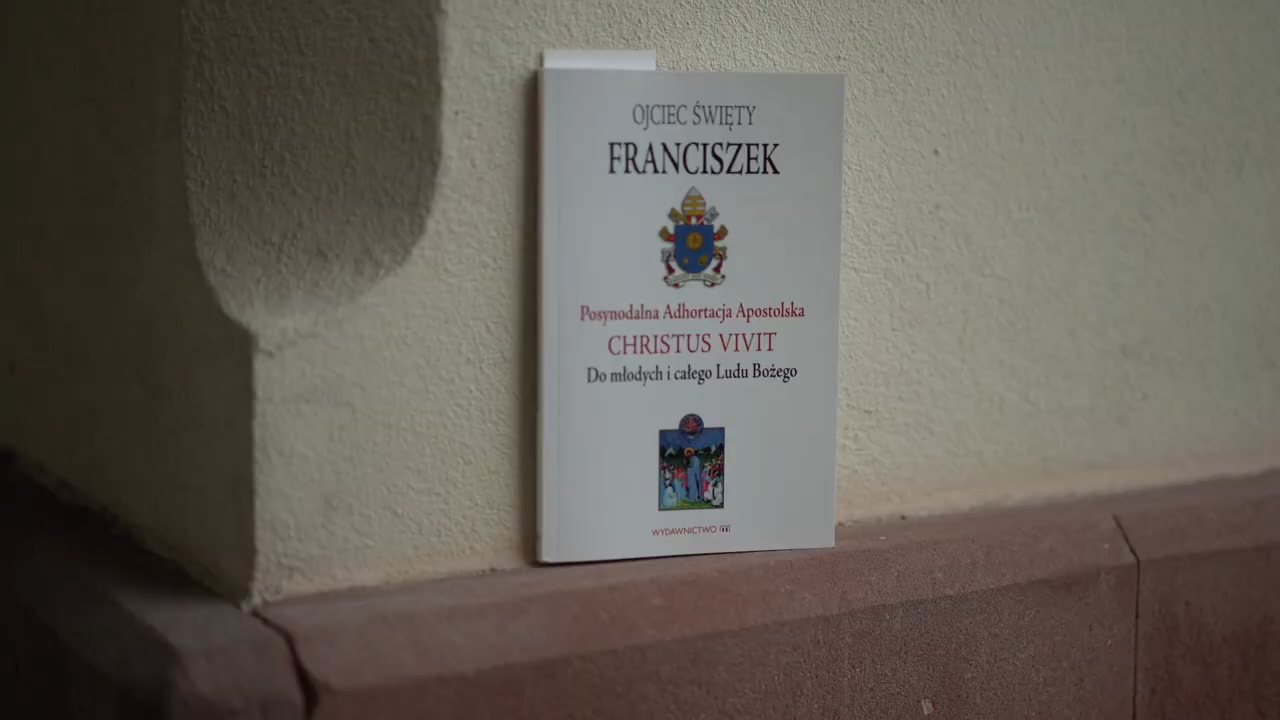 OJCIEC ŚWIĘTY
FRANCISZEK
Posynodalna Adhortacja Apostolska
CHRISTUS VIVIT
Do młodych i całego Ludu Bożego
WYDAWNICTWO